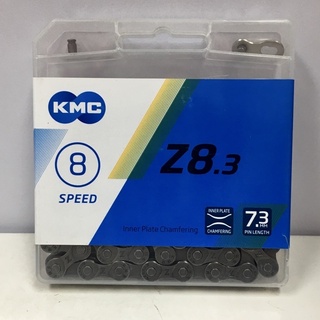 KMC
8
SPEED
Z8.3
Inner Plate Chamfering
INNER PLATE
CHAMFERING
7.3 MM
PIN LENGTH